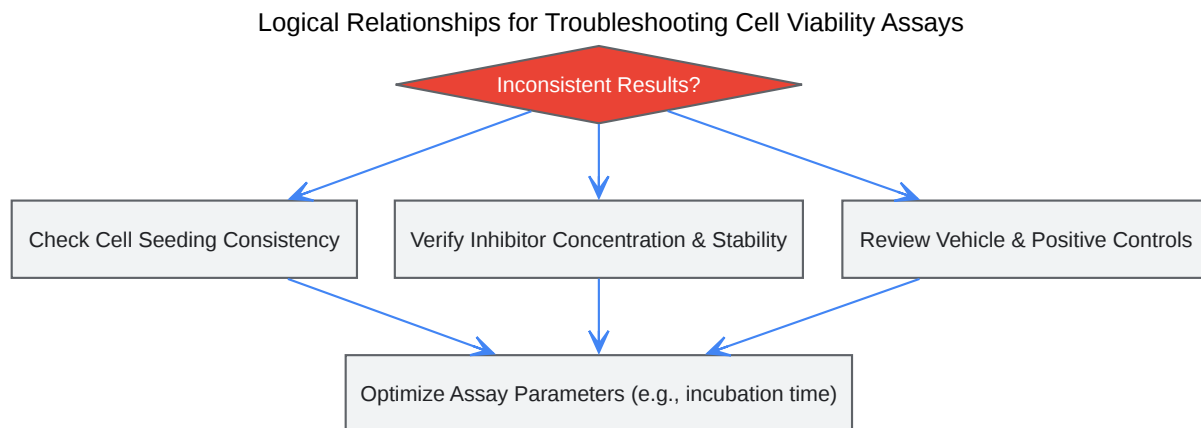 Logical Relationships for Troubleshooting Cell Viability Assays
Inconsistent Results?
Check Cell Seeding Consistency
Verify Inhibitor Concentration & Stability
Review Vehicle & Positive Controls
Optimize Assay Parameters (e.g., incubation time)